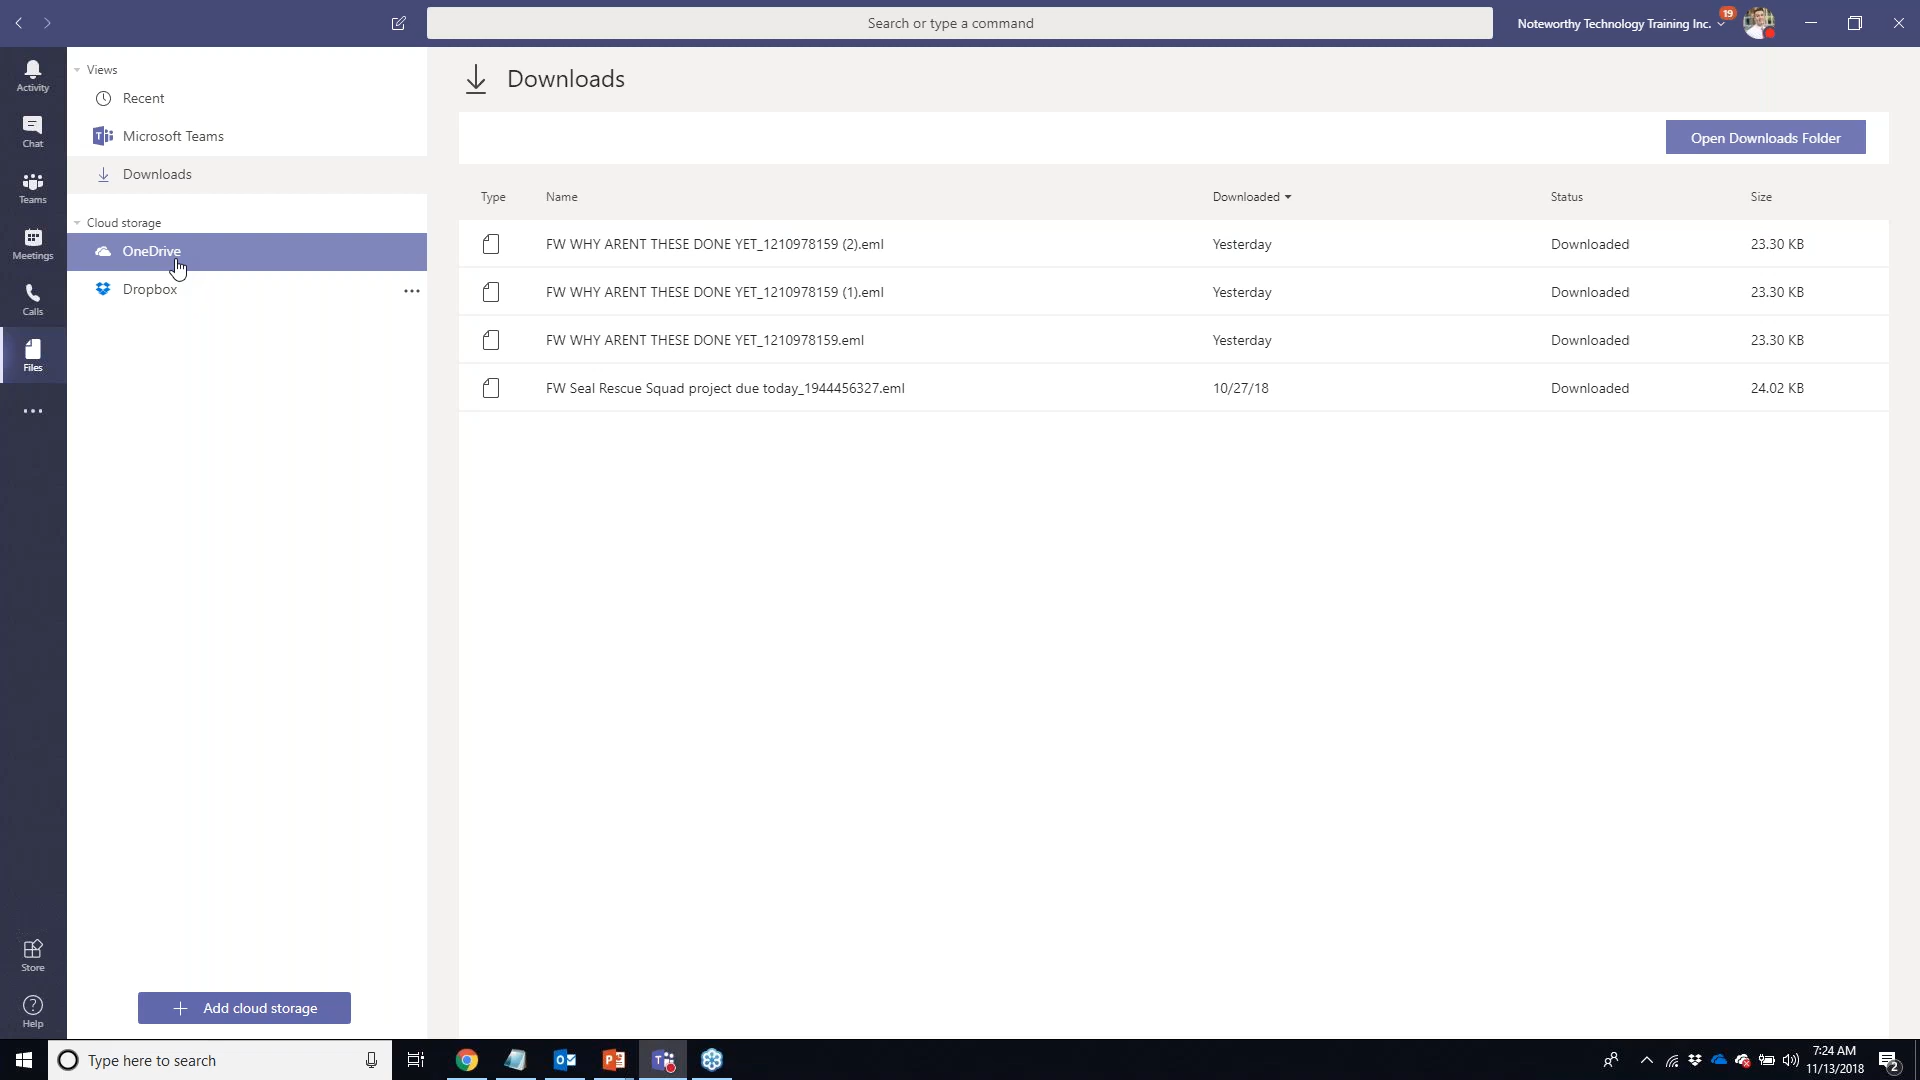 Search or type a command
Noteworthy Technology Training Inc.
19
Activity
Chat
Teams
Meetings
Calls
Files
Store
Help
Views
Recent
Microsoft Teams
Downloads
Cloud storage
OneDrive
Dropbox
Add cloud storage
Downloads
Open Downloads Folder
Type Name Downloaded Status Size
FW WHY ARENT THESE DONE YET_1210978159 (2).eml Yesterday Downloaded 23.30 KB
FW WHY ARENT THESE DONE YET_1210978159 (1).eml Yesterday Downloaded 23.30 KB
FW WHY ARENT THESE DONE YET_1210978159.eml Yesterday Downloaded 23.30 KB
FW Seal Rescue Squad project due today_1944456327.eml 10/27/18 Downloaded 24.02 KB
Type here to search
7:24 AM
11/13/2018
2